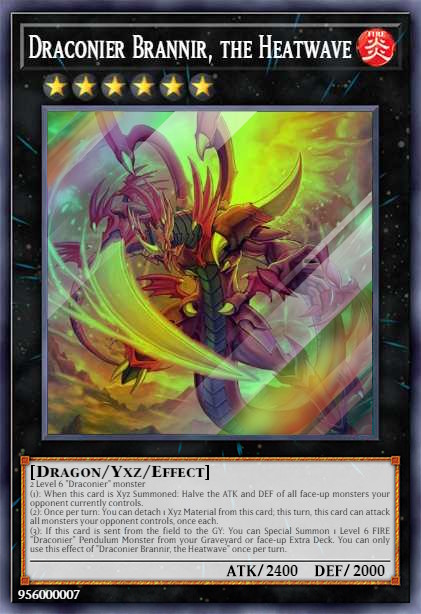 Draconier Brannir, the Heatwave
FIRE
炎
[Dragon/Yxz/Effect]
2 Level 6 "Draconier" monster
(1): When this card is Xyz Summoned: Halve the ATK and DEF of all face-up monsters your
opponent currently controls.
(2): Once per turn: You can detach 1 Xyz Material from this card; this turn, this card can attack
all monsters your opponent controls, once each.
(3): If this card is sent from the field to the GY: You can Special Summon 1 Level 6 FIRE
"Draconier" Pendulum Monster from your Graveyard or face-up Extra Deck. You can only
use this effect of "Draconier Brannir, the Heatwave" once per turn.
ATK/2400 DEF/2000
956000007